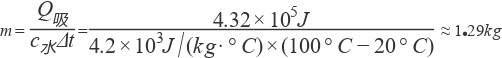 m = Q吸/c水Δt = 4.32×10⁵J/4.2×10³J/(kg·°C)×(100°C−20°C) ≈1.29kg